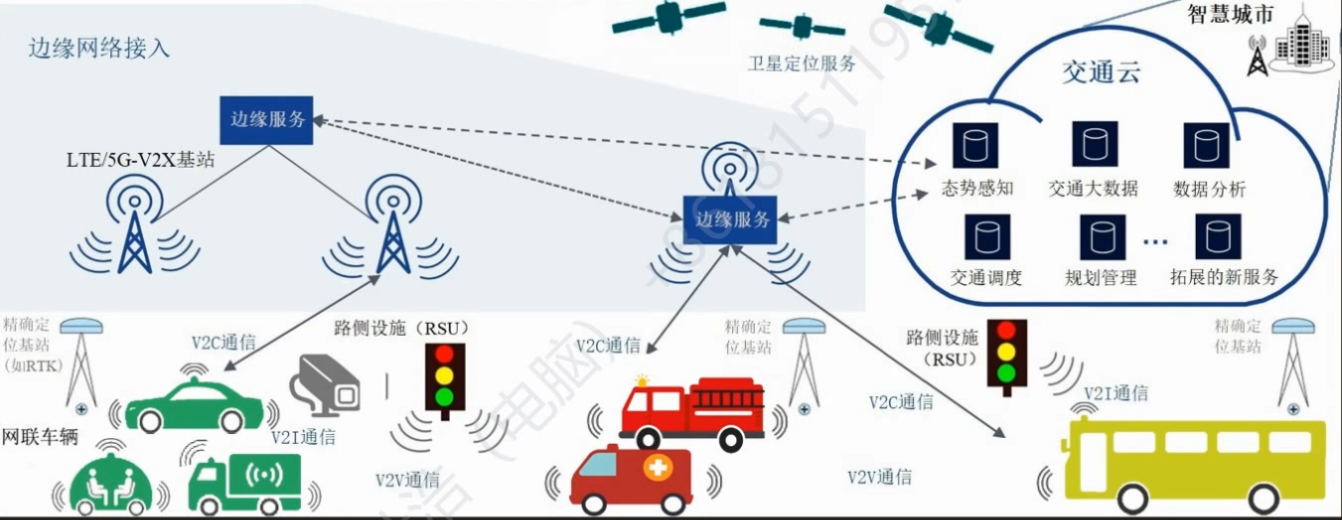 智慧城市
边缘网络接入
卫星定位服务
交通云
边缘服务
LTE/5G-V2X基站
态势感知
交通大数据
数据分析
边缘服务
交通调度
规划管理
...
拓展的新服务
精确定
位基站
(如RTK)
V2C通信
路侧设施（RSU）
V2C通信
精确定
位基站
路侧设施
（RSU）
精确定
位基站
V2C通信
V2I通信
网联车辆
V2I通信
V2V通信
V2V通信
（电脑）